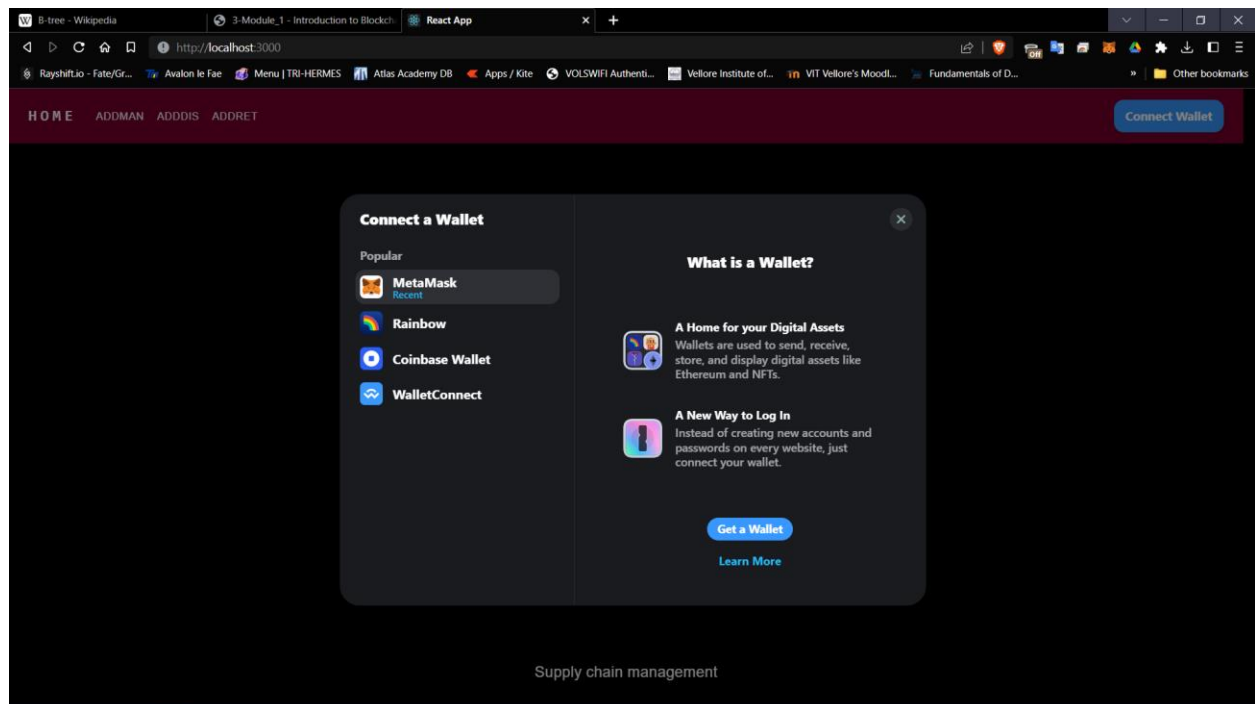 B-tree - Wikipedia
3-Module_1 - Introduction to Blockch
React App
http://localhost:3000
Off
Rayshift.io - Fate/Gr...
Avalon le Fae
Menu | TRI-HERMES
Atlas Academy DB
Apps / Kite
VOLSWIFI Authenti...
Vellore Institute of...
VIT Vellore's Moodl...
Fundamentals of D...
»
Other bookmarks
HOME ADDMAN ADDDIS ADDRET
Connect Wallet
Connect a Wallet
Popular
MetaMask
Recent
Rainbow
Coinbase Wallet
WalletConnect
What is a Wallet?
A Home for your Digital Assets
Wallets are used to send, receive,
store, and display digital assets like
Ethereum and NFTs.
A New Way to Log In
Instead of creating new accounts and
passwords on every website, just
connect your wallet.
Get a Wallet
Learn More
Supply chain management